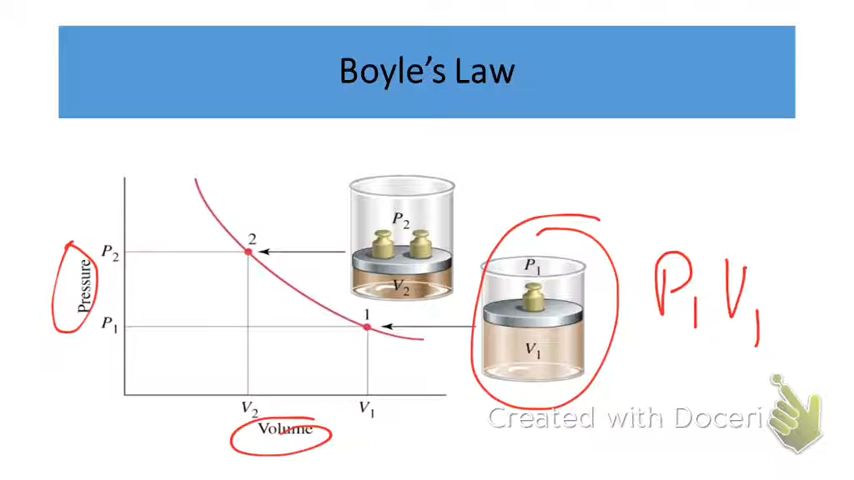 Boyle's Law
P2
2
P2
V2
Pressure
P1
P1
1
V1
P1 V1
V2
V1
Volume
Created with Doceri